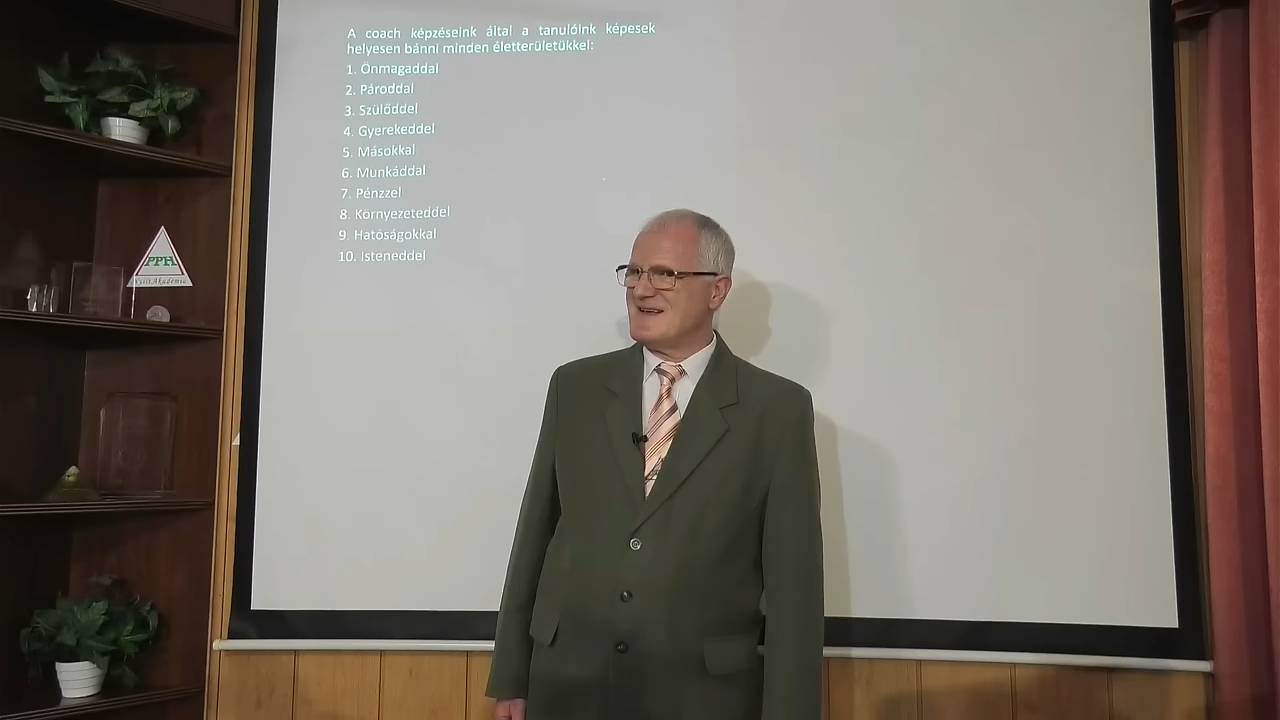 A coach képzéseink által a tanulóink képesek
helyesen bánni minden életterületükkel:
1. Önmagaddal
2. Pároddal
3. Szülőddel
4. Gyerekeddel
5. Másokkal
6. Munkáddal
7. Pénzzel
8. Környezeteddel
9. Hatóságokkal
10. Isteneddel
PPH